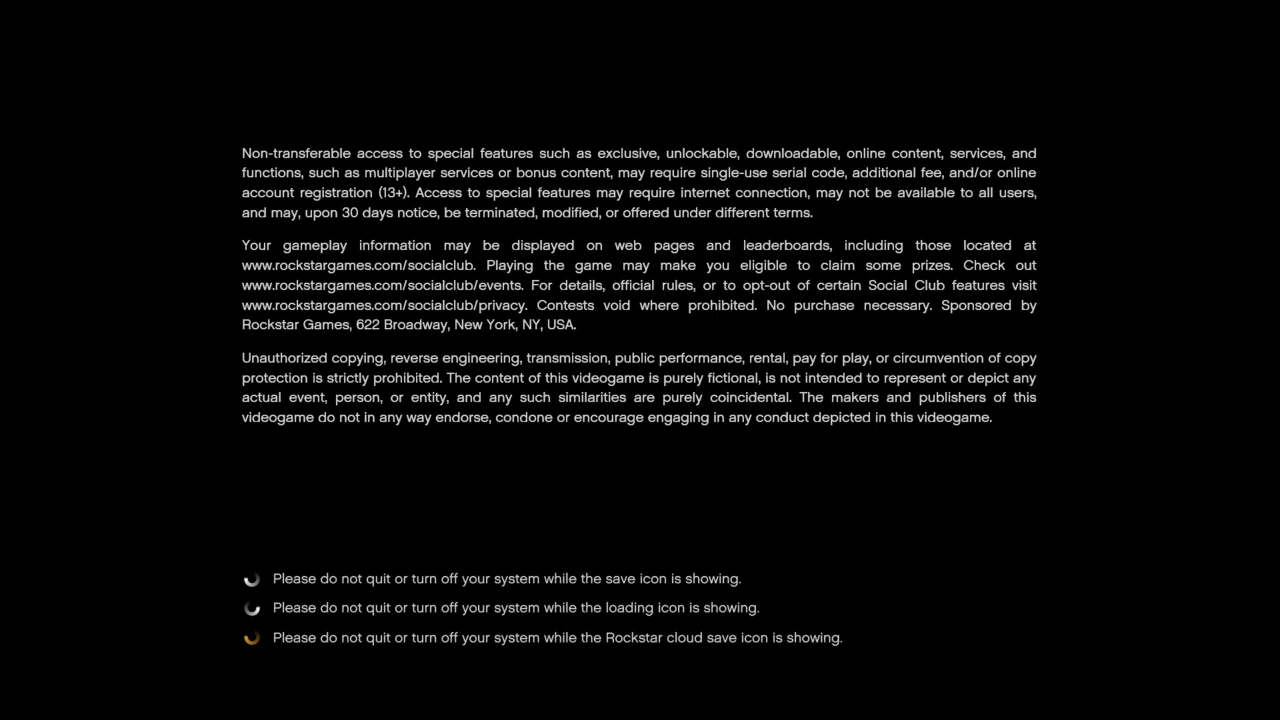 Non-transferable access to special features such as exclusive, unlockable, downloadable, online content, services, and
functions, such as multiplayer services or bonus content, may require single-use serial code, additional fee, and/or online
account registration (13+). Access to special features may require internet connection, may not be available to all users,
and may, upon 30 days notice, be terminated, modified, or offered under different terms.
Your gameplay information may be displayed on web pages and leaderboards, including those located at
www.rockstargames.com/socialclub. Playing the game may make you eligible to claim some prizes. Check out
www.rockstargames.com/socialclub/events. For details, official rules, or to opt-out of certain Social Club features visit
www.rockstargames.com/socialclub/privacy. Contests void where prohibited. No purchase necessary. Sponsored by
Rockstar Games, 622 Broadway, New York, NY, USA.
Unauthorized copying, reverse engineering, transmission, public performance, rental, pay for play, or circumvention of copy
protection is strictly prohibited. The content of this videogame is purely fictional, is not intended to represent or depict any
actual event, person, or entity, and any such similarities are purely coincidental. The makers and publishers of this
videogame do not in any way endorse, condone or encourage engaging in any conduct depicted in this videogame.
Please do not quit or turn off your system while the save icon is showing.
Please do not quit or turn off your system while the loading icon is showing.
Please do not quit or turn off your system while the Rockstar cloud save icon is showing.